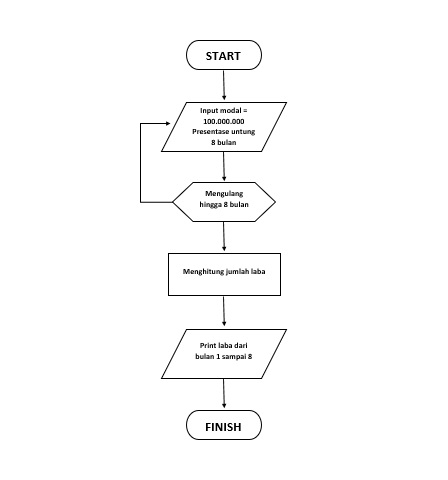 START
Input modal =
100.000.000
Presentase untung
8 bulan
Mengulang
hingga 8 bulan
Menghitung jumlah laba
Print laba dari
bulan 1 sampai 8
FINISH